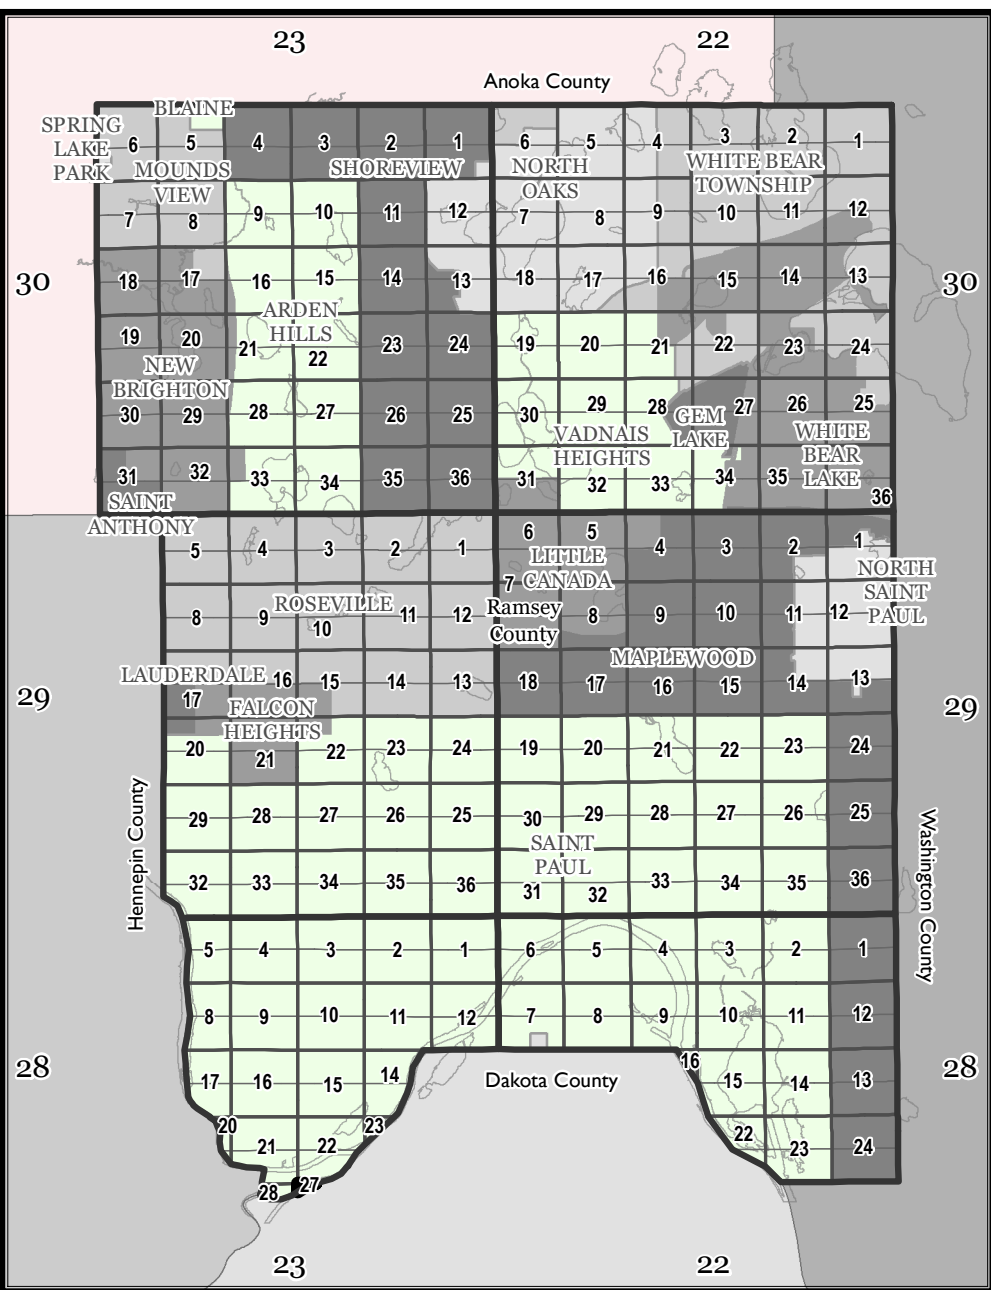 23 22
Anoka County
BLAINE
SPRING
LAKE
PARK
6 5 4 3 2 1 6 5 4 3 2 1
MOUNDS
VIEW
SHOREVIEW
NORTH
OAKS
WHITE BEAR
TOWNSHIP
7 8 9 10 11 12 7 8 9 10 11 12
30 18 17 16 15 14 13 18 17 16 15 14 13 30
ARDEN
HILLS
19 20 21 22 23 24 19 20 21 22 23 24
NEW
BRIGHTON
30 29 28 27 26 25 30 29 28 27 26 25
GEM
LAKE
VADNAIS
HEIGHTS
WHITE
BEAR
LAKE
31 32 33 34 35 36 31 32 33 34 35 36
SAINT
ANTHONY
5 4 3 2 1 6 5 4 3 2 1
LITTLE
CANADA
NORTH
SAINT
PAUL
8 9 10 11 12 7 8 9 10 11 12
ROSEVILLE
Ramsey
County
MAPLEWOOD
LAUDERDALE
29 17 16 15 14 13 18 17 16 15 14 13 29
FALCON
HEIGHTS
20 21 22 23 24 19 20 21 22 23 24
29 28 27 26 25 30 29 28 27 26 25
SAINT
PAUL
32 33 34 35 36 31 32 33 34 35 36
Hennepin County
Washington County
5 4 3 2 1 6 5 4 3 2 1
8 9 10 11 12 7 8 9 10 11 12
28 17 16 15 14 16 15 14 13 28
Dakota County
20 21 22 23 22 23 24
28 27
23 22